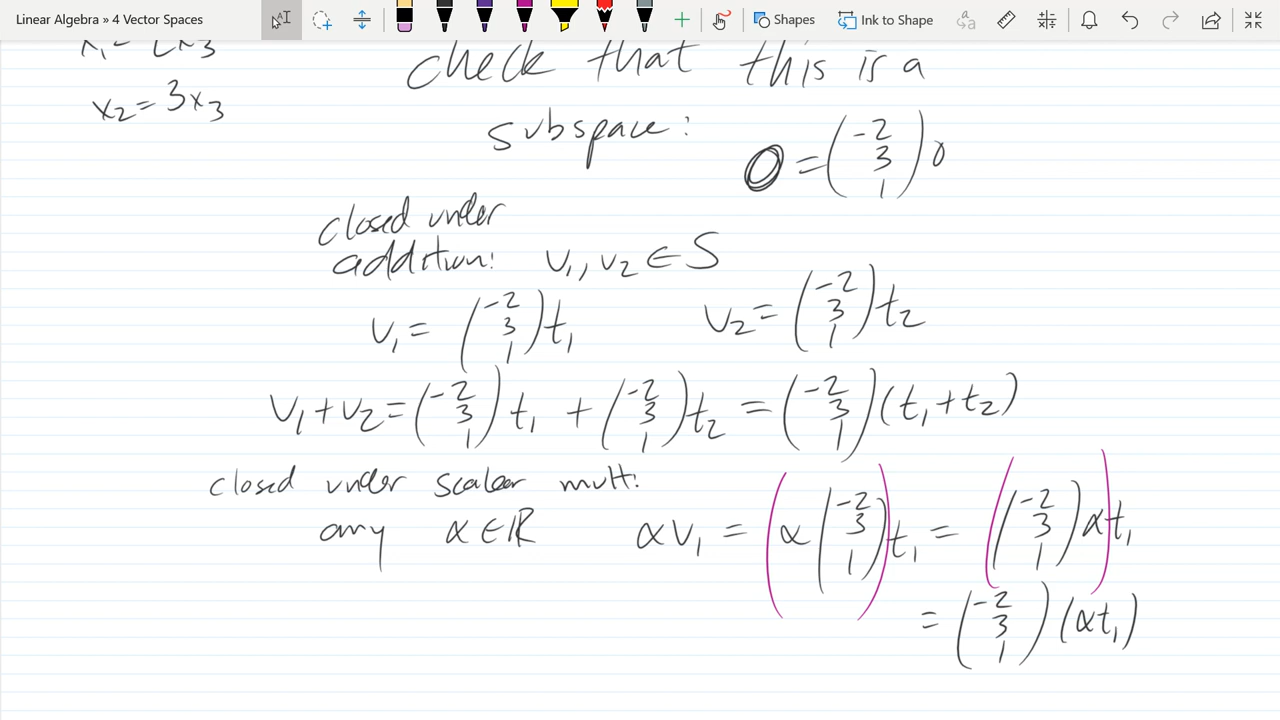 Linear Algebra » 4 Vector Spaces
Shapes
Ink to Shape
x₂ = 3x₃
check that this is a
subspace:
0 = (-2 3 1) 0
closed under
addition: v₁, v₂ ∈ S
v₁ = (-2 3 1) t₁ v₂ = (-2 3 1) t₂
v₁ + v₂ = (-2 3 1) t₁ + (-2 3 1) t₂ = (-2 3 1) (t₁ + t₂)
closed under scalar mult:
any α ∈ ℝ α v₁ = (α (-2 3 1)) t₁ = ((-2 3 1) α) t₁
= (-2 3 1) (α t₁)